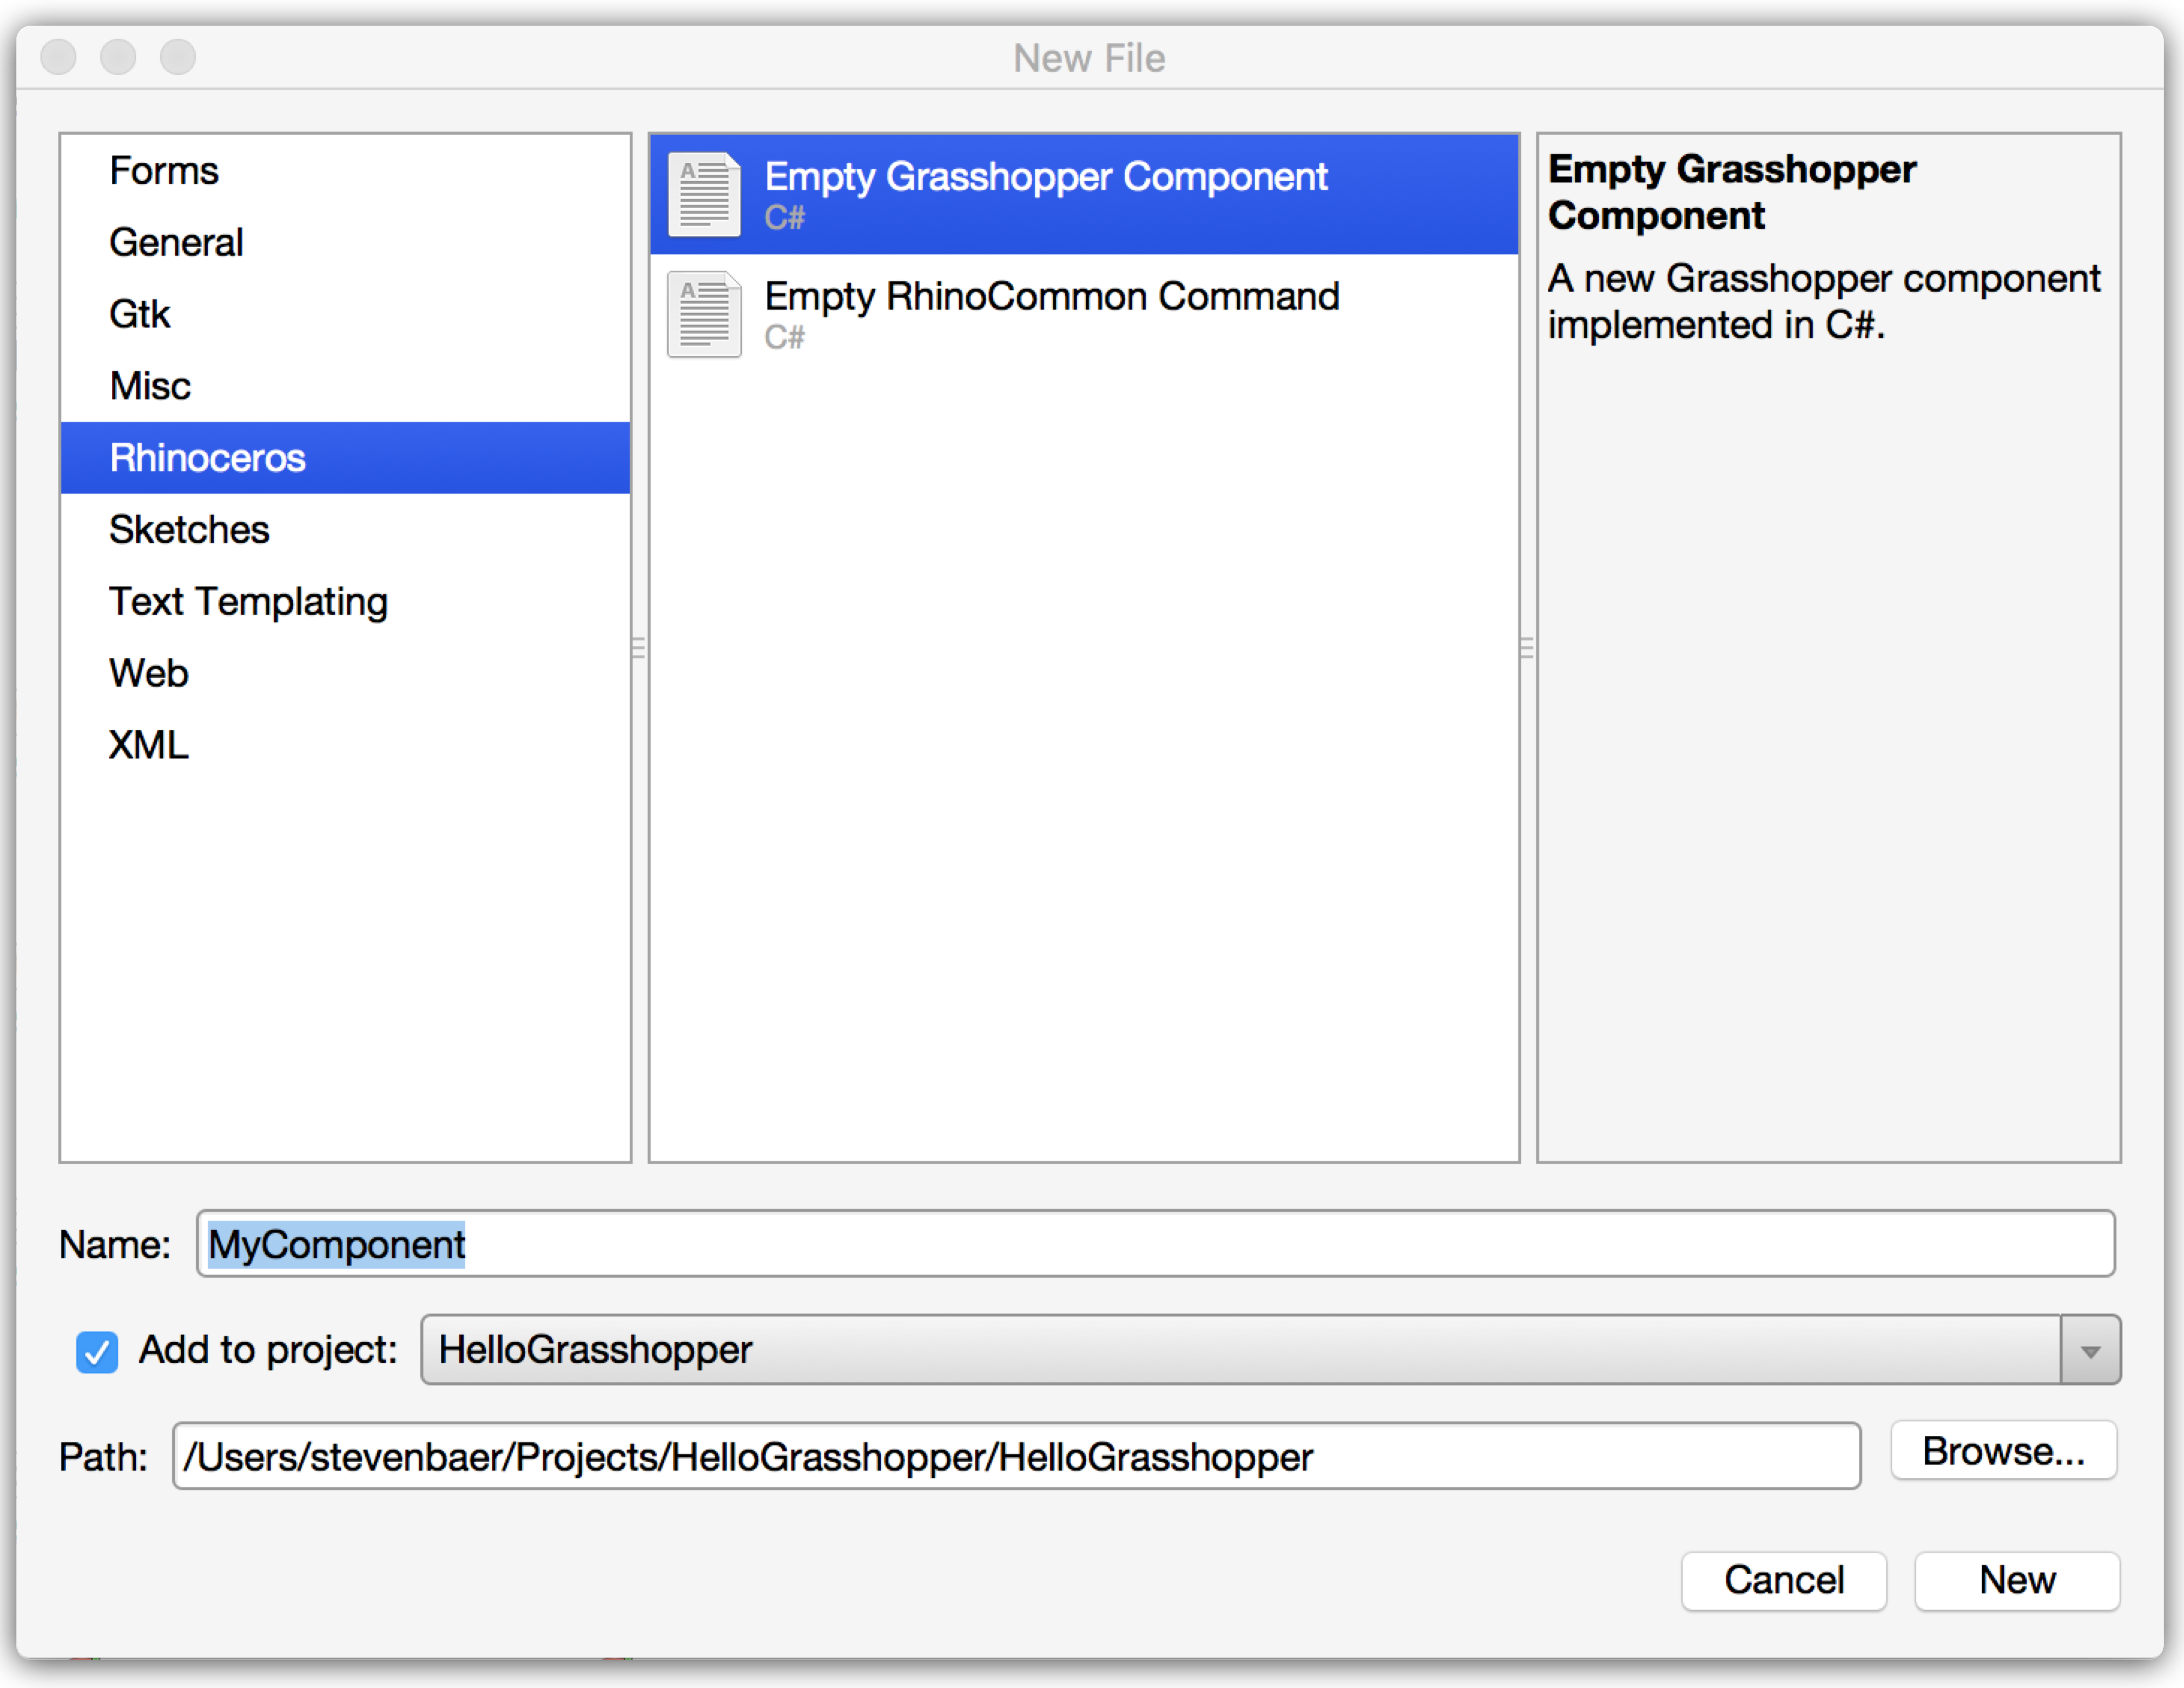 New File
Forms
General
Gtk
Misc
Rhinoceros
Sketches
Text Templating
Web
XML
A
Empty Grasshopper Component
C#
A
Empty RhinoCommon Command
C#
Empty Grasshopper
Component
A new Grasshopper component
implemented in C#.
Name: MyComponent
Add to project: HelloGrasshopper
Path: /Users/stevenbaer/Projects/HelloGrasshopper/HelloGrasshopper
Browse...
Cancel
New